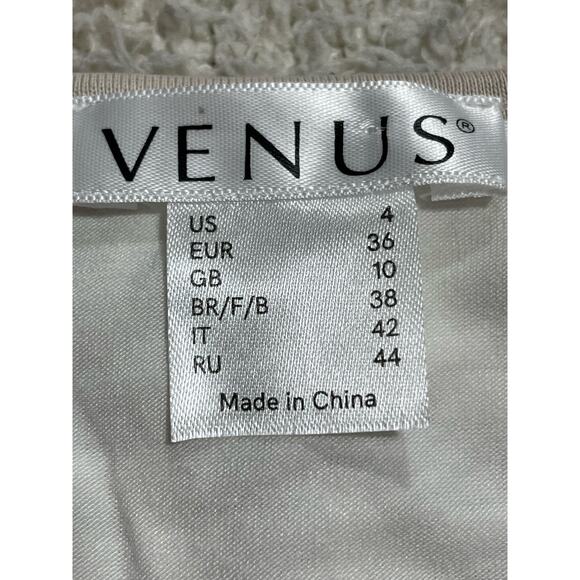 VENUS®
US 4
EUR 36
GB 10
BR/F/B 38
IT 42
RU 44
Made in China